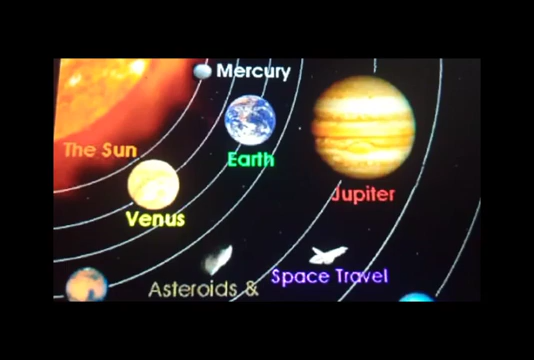 Mercury
The Sun
Earth
Venus
Jupiter
Asteroids &
Space Travel